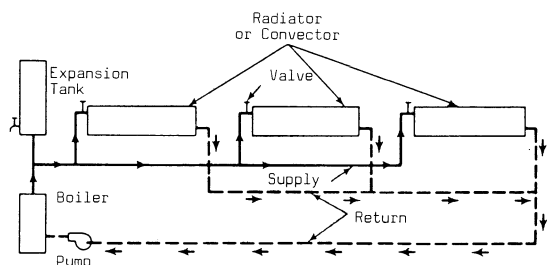 Radiator
or Convector
Expansion
Tank
Valve
Supply
Boiler
Return
Pump